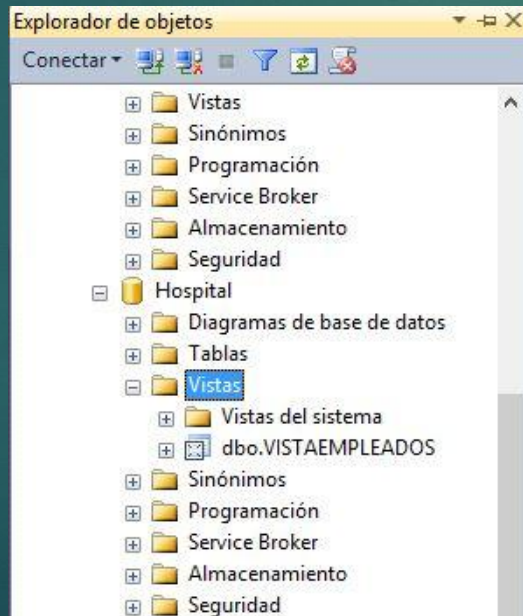 Explorador de objetos
Conectar
Vistas
Sinónimos
Programación
Service Broker
Almacenamiento
Seguridad
Hospital
Diagramas de base de datos
Tablas
Vistas
Vistas del sistema
dbo.VISTAEMPLEADOS
Sinónimos
Programación
Service Broker
Almacenamiento
Seguridad